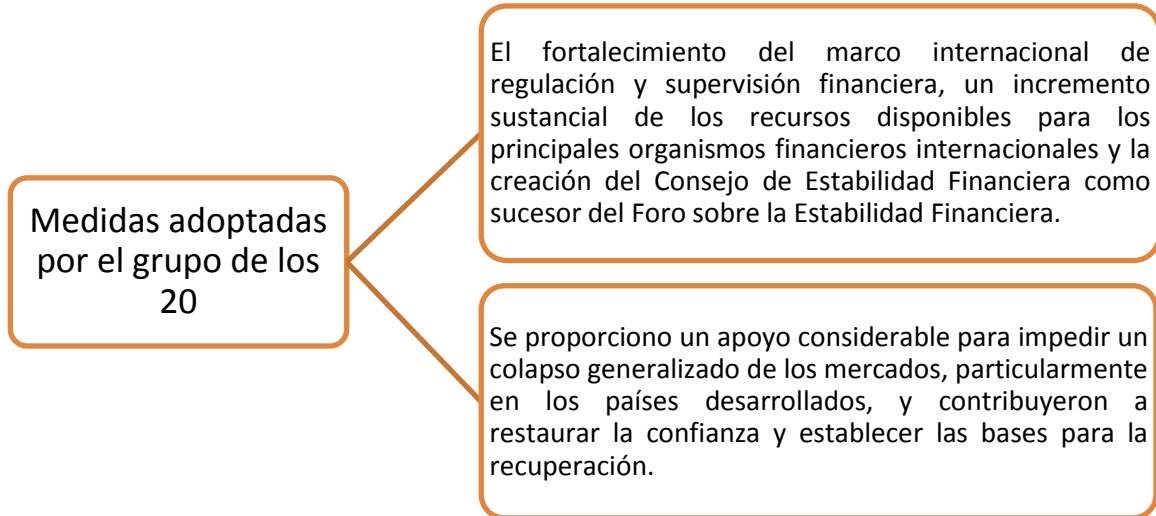 Medidas adoptadas
por el grupo de los
20
El fortalecimiento del marco internacional de
regulación y supervisión financiera, un incremento
sustancial de los recursos disponibles para los
principales organismos financieros internacionales y la
creación del Consejo de Estabilidad Financiera como
sucesor del Foro sobre la Estabilidad Financiera.
Se proporciono un apoyo considerable para impedir un
colapso generalizado de los mercados, particularmente
en los países desarrollados, y contribuyeron a
restaurar la confianza y establecer las bases para la
recuperación.